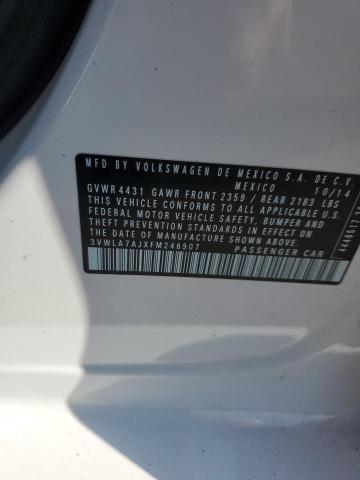 MFD BY VOLKSWAGEN DE MEXICO S.A. DE C.V.
MEXICO 10/14
GVWR 4431 GAWR FRONT 2359 / REAR 2183 LBS
THIS VEHICLE CONFORMS TO ALL APPLICABLE U.S.
FEDERAL MOTOR VEHICLE SAFETY, BUMPER AND
THEFT PREVENTION STANDARDS IN EFFECT ON
THE DATE OF MANUFACTURE SHOWN ABOVE
3VWLA7AJXFM246907
PASSENGER CAR